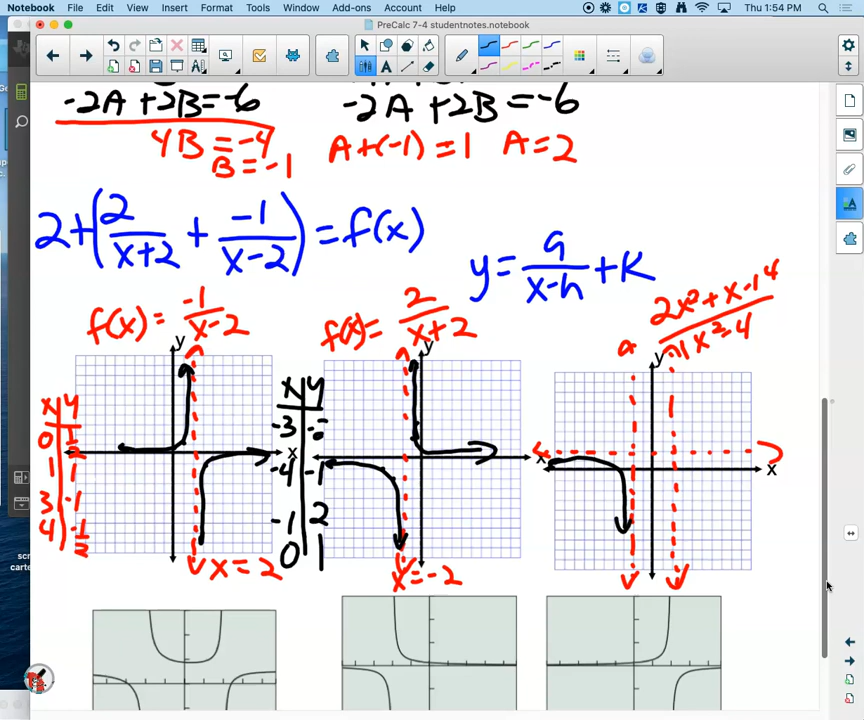 Notebook File Edit Insert Format Tools Window Add-ons Account Help Thu 1:54 PM
PreCalc 7-4 studentnotes.notebook
-2A +2B=-6
-2A +2B =-6
4B =-4
B =-1
A+(-1) =1 A=2
2+(2/x+2 + -1/x-2) = f(x)
y= a/x-h +K
f(x)= -1/x-2
f(x)= 2/x+2
2x²+x-14
x²-4
y
y
y
x
x
x
x y
0 1/2
1 1
3 -1
4 -1/2
x y
-3 -2
-4 -1
-1 2
0 1
x=2
x=-2